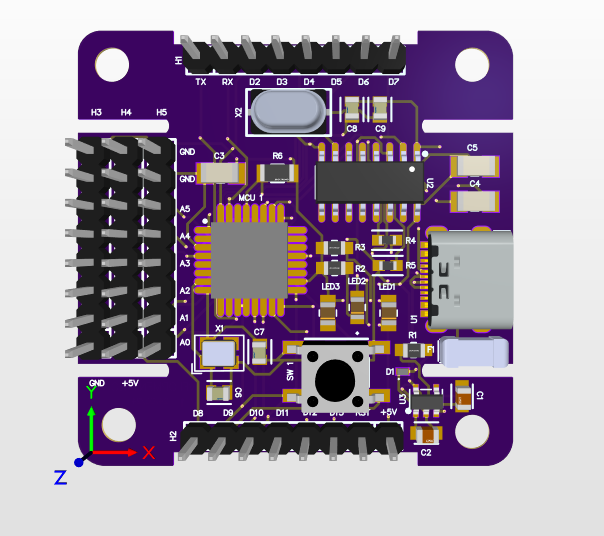 H1
TX RX D2 D3 D4 D5 D6 D7
H3 H4 H5
X2
C8 C9
GND
C3
R6
C5
GND
U2
C4
MCU 1
A5
A4
R4
R3
A3
R5
R2
A2
LED3 LED2 LED1
A1
U1
X1
C7
R1
F1
A0
SW 1
D1
GND +5V
C6
U3
C1
Y
D8 D9 D10 D11 D12 D13 RST +5V
H2
X
C2
Z